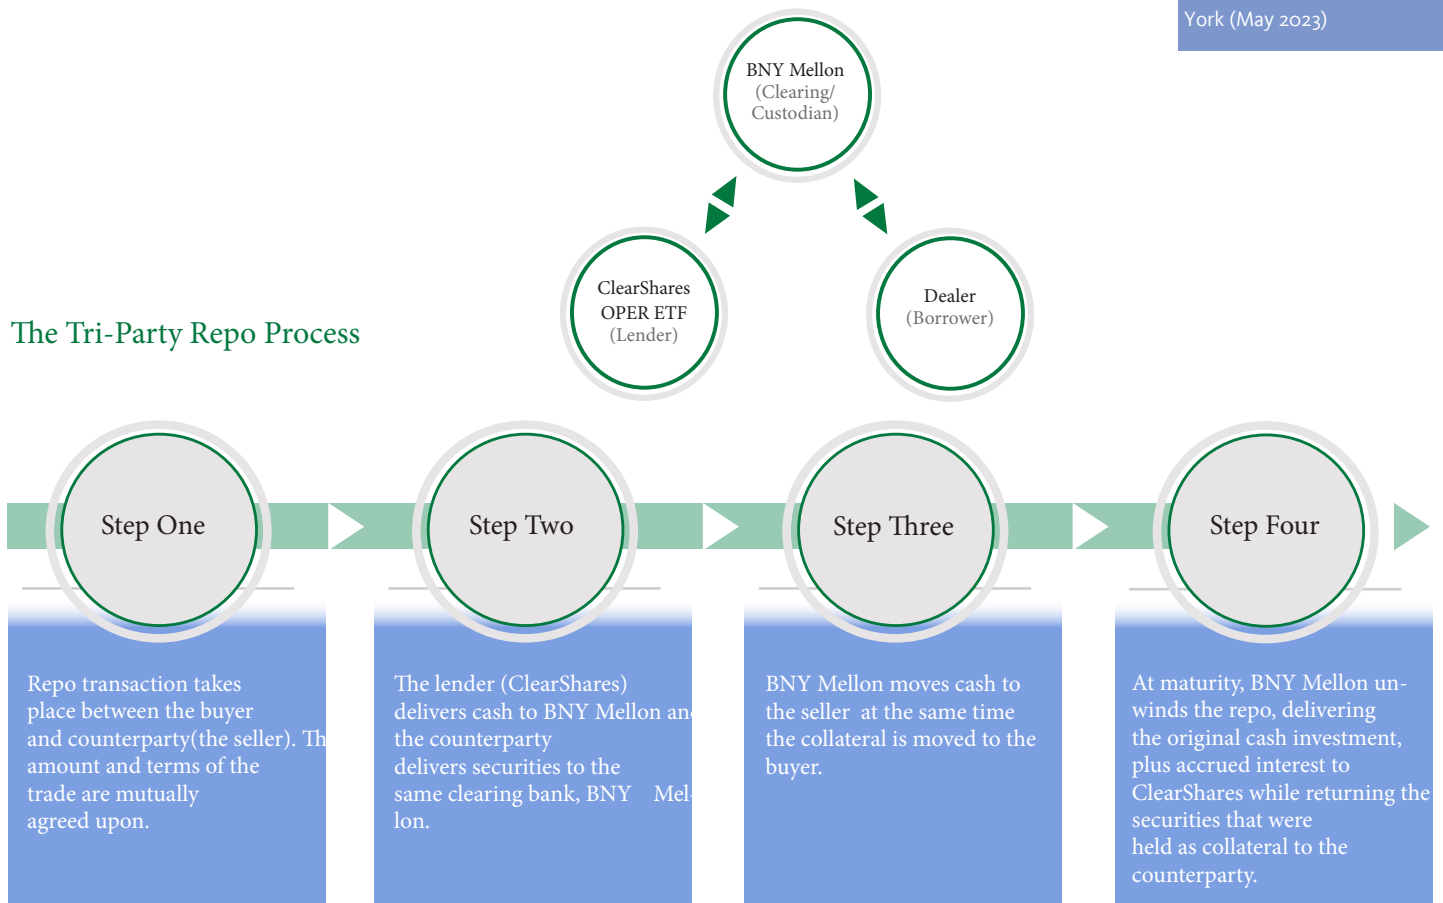 York (May 2023)
BNY Mellon
(Clearing/
Custodian)
ClearShares
OPER ETF
(Lender)
Dealer
(Borrower)
The Tri-Party Repo Process
Step One
Step Two
Step Three
Step Four
Repo transaction takes
place between the buyer
and counterparty(the seller). Th
amount and terms of the
trade are mutually
agreed upon.
The lender (ClearShares)
delivers cash to BNY Mellon and
the counterparty
delivers securities to the
same clearing bank, BNY Mel-
lon.
BNY Mellon moves cash to
the seller at the same time
the collateral is moved to the
buyer.
At maturity, BNY Mellon un-
winds the repo, delivering
the original cash investment,
plus accrued interest to
ClearShares while returning the
securities that were
held as collateral to the
counterparty.